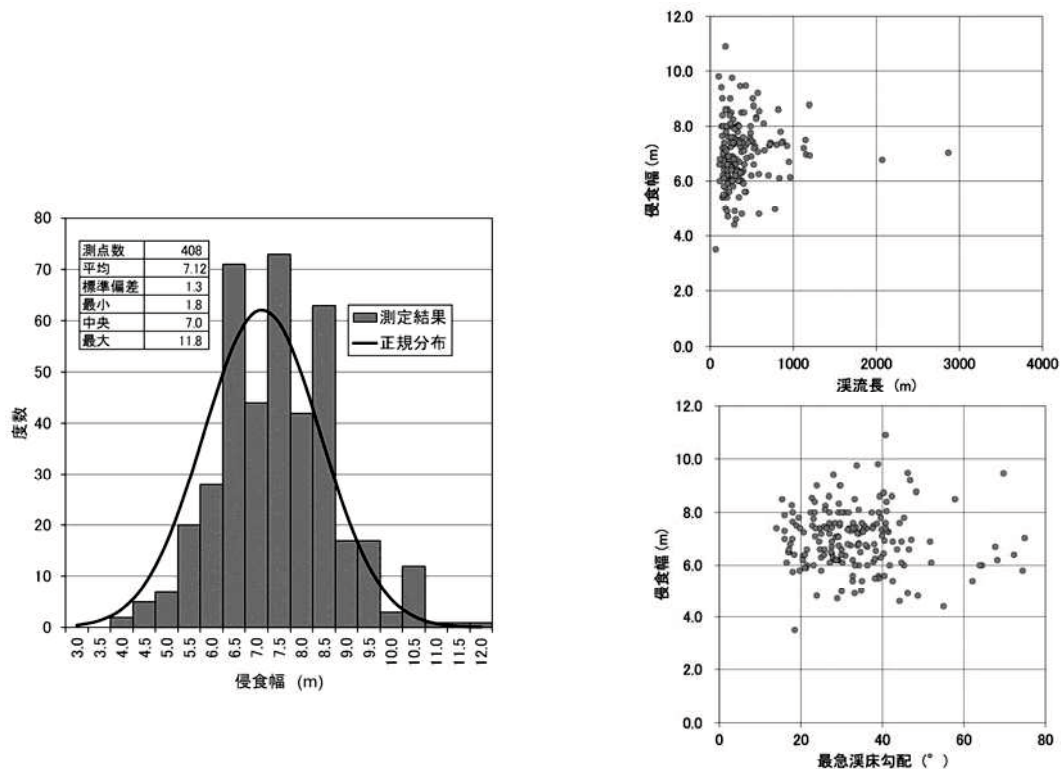 80
70
60
50
40
30
20
10
0
度数
測点数 408
平均 7.12
標準偏差 1.3
最小 1.8
中央 7.0
最大 11.8
測定結果
正規分布
3.0 3.5 4.0 4.5 5.0 5.5 6.0 6.5 7.0 7.5 8.0 8.5 9.0 9.5 10.0 10.5 11.0 11.5 12.0
侵食幅 (m)
12.0
10.0
8.0
6.0
4.0
2.0
0.0
侵食幅(m)
0 1000 2000 3000 4000
渓流長 (m)
12.0
10.0
8.0
6.0
4.0
2.0
0.0
侵食幅(m)
0 20 40 60 80
最急渓床勾配(°)